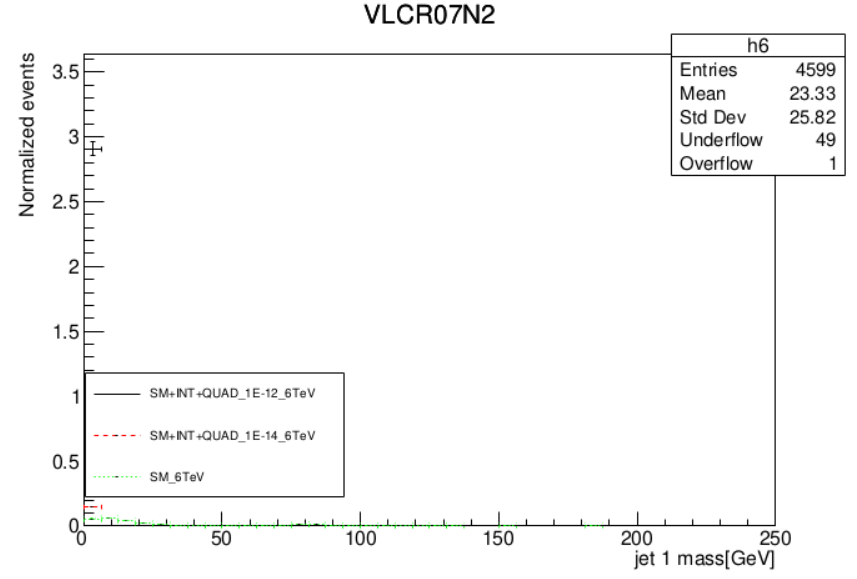 VLCR07N2
h6
Entries 4599
Mean 23.33
Std Dev 25.82
Underflow 49
Overflow 1
Normalized events
3.5
3
2.5
2
1.5
1
0.5
0
SM+INT+QUAD_1E-12_6TeV
SM+INT+QUAD_1E-14_6TeV
SM_6TeV
0 50 100 150 200 250
jet 1 mass[GeV]